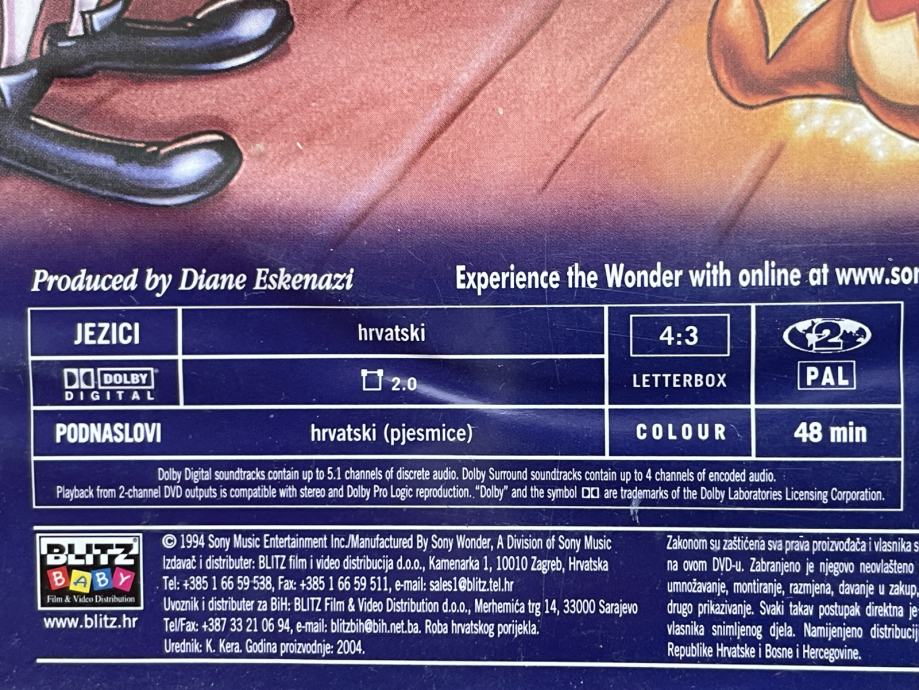 Produced by Diane Eskenazi
Experience the Wonder with online at www.sor
JEZICI hrvatski 4:3 2
DOLBY DIGITAL 2.0 LETTERBOX PAL
PODNASLOVI hrvatski (pjesmice) COLOUR 48 min
Dolby Digital soundtracks contain up to 5.1 channels of discrete audio. Dolby Surround soundtracks contain up to 4 channels of encoded audio.
Playback from 2-channel DVD outputs is compatible with stereo and Dolby Pro Logic reproduction. "Dolby" and the symbol are trademarks of the Dolby Laboratories Licensing Corporation.
BLITZ
BABY
Film & Video Distribution
www.blitz.hr
© 1994 Sony Music Entertainment Inc./Manufactured By Sony Wonder, A Division of Sony Music
Izdavač i distributer: BLITZ film i video distribucija d.o.o., Kamenarka 1, 10010 Zagreb, Hrvatska
Tel: +385 1 66 59 538, Fax: +385 1 66 59 511, e-mail: sales1@blitz.tel.hr
Uvoznik i distributer za BiH: BLITZ Film & Video Distribution d.o.o., Merhemića trg 14, 33000 Sarajevo
Tel/Fax: +387 33 21 06 94, e-mail: blitzbih@bih.net.ba. Roba hrvatskog porijekla.
Urednik: K. Kera. Godina proizvodnje: 2004.
Zakonom su zaštićena sva prava proizvođača i vlasnika s
na ovom DVD-u. Zabranjeno je njegovo neovlašteno
umnožavanje, montiranje, razmjena, davanje u zakup,
drugo prikazivanje. Svaki takav postupak direktna je
vlasnika snimljenog djela. Namijenjeno distribuciji
Republike Hrvatske i Bosne i Hercegovine.